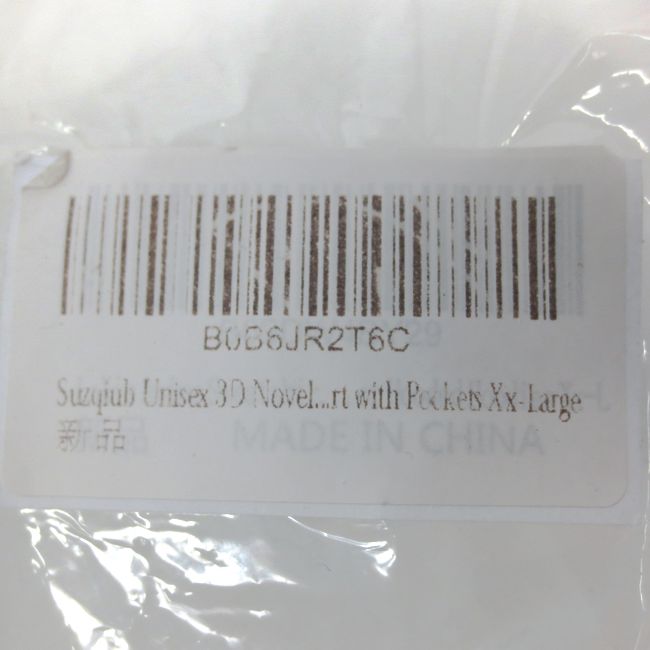 B0B6JR2T6C
Suzqiub Unisex 3D Novel...rt with Pockets Xx-Large
新品
MADE IN CHINA